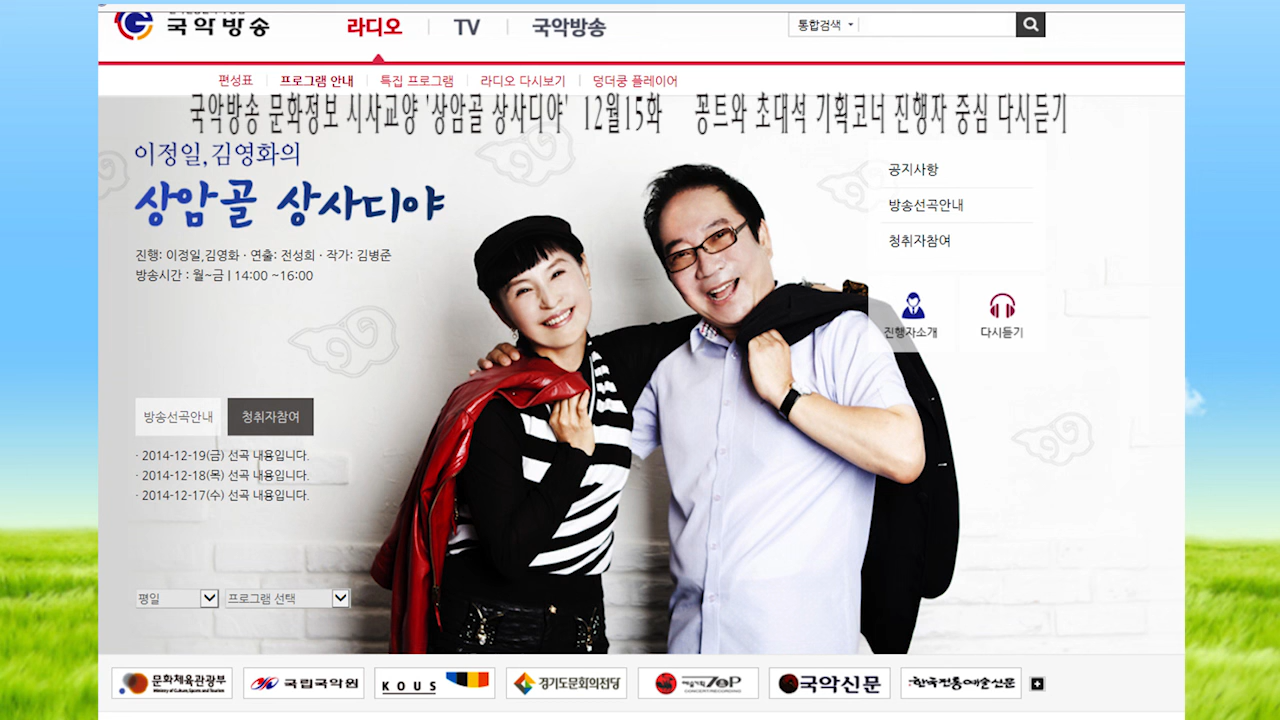 국악방송
라디오 TV 국악방송
통합검색
편성표 프로그램 안내 특집 프로그램 라디오 다시보기 덩더쿵 플레이어
국악방송 문화정보 시사교양 '상암골 상사디야' 12월15화 꽁트와 초대석 기획코너 진행자 중심 다시듣기
이정일,김영화의
상암골 상사디야
진행: 이정일,김영화 · 연출: 전성희 · 작가: 김병준
방송시간 : 월~금 | 14:00 ~16:00
공지사항
방송선곡안내
청취자참여
진행자소개 다시듣기
방송선곡안내 청취자참여
· 2014-12-19(금) 선곡 내용입니다.
· 2014-12-18(목) 선곡 내용입니다.
· 2014-12-17(수) 선곡 내용입니다.
평일 프로그램 선택
문화체육관광부 국립국악원 KOUS 경기도문화의전당 TOP 국악신문 한국전통예술신문
Ministry of Culture, Sports and Tourism